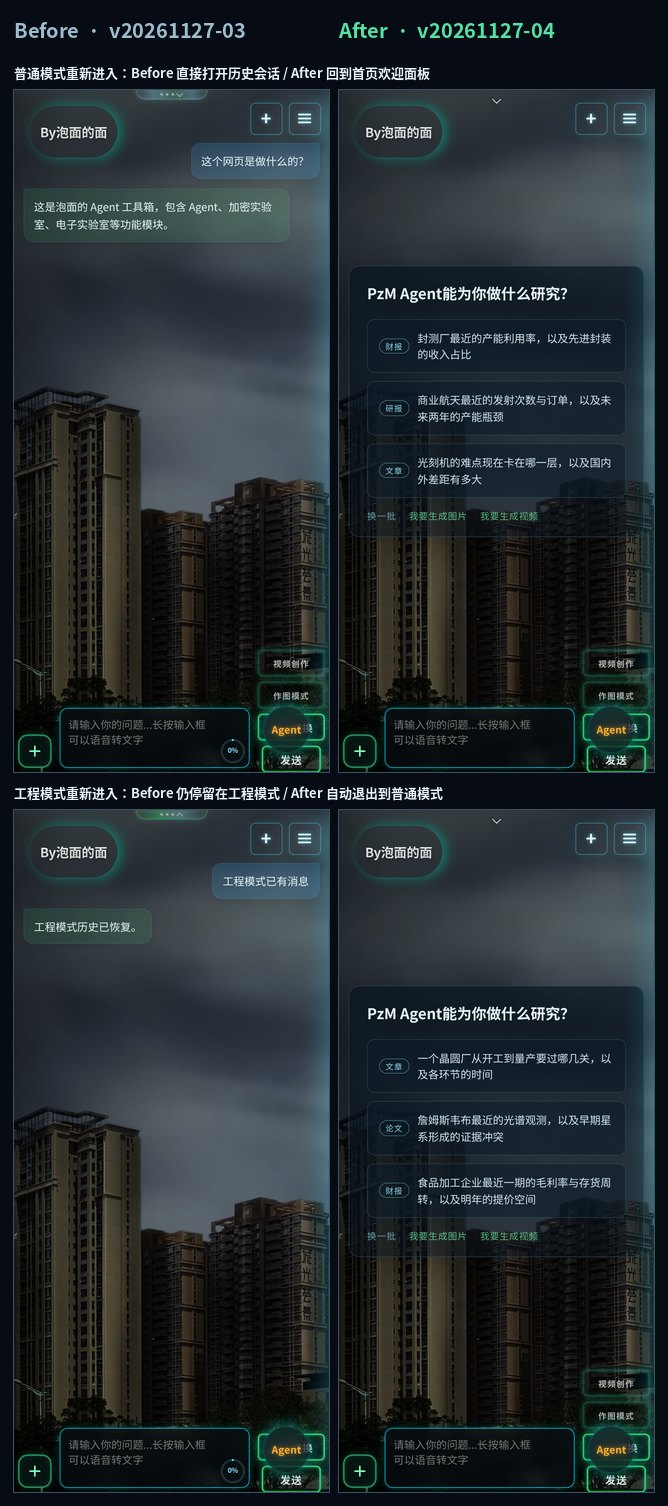 Before · v20261127-03
After · v20261127-04
普通模式重新进入：Before 直接打开历史会话 / After 回到首页欢迎面板
By泡面的面
这个网页是做什么的？
这是泡面的 Agent 工具箱，包含 Agent、加密实验
室、电子实验室等功能模块。
视频创作
作图模式
请输入你的问题...长按输入框
可以语音转文字
0%
Agent 换
发送
By泡面的面
PzM Agent能为你做什么研究？
财报
封测厂最近的产能利用率，以及先进封装
的收入占比
研报
商业航天最近的发射次数与订单，以及未
来两年的产能瓶颈
文章
光刻机的难点现在卡在哪一层，以及国内
外差距有多大
换一批 我要生成图片 我要生成视频
流光亭景
视频创作
作图模式
请输入你的问题...长按输入框
可以语音转文字
Agent 换
发送
工程模式重新进入：Before 仍停留在工程模式 / After 自动退出到普通模式
By泡面的面
工程模式已有消息
工程模式历史已恢复。
请输入你的问题...长按输入框
可以语音转文字
0%
Agent 换
发送
By泡面的面
PzM Agent能为你做什么研究？
文章
一个晶圆厂从开工到量产要过哪几关，以
及各环节的时间
论文
詹姆斯韦布最近的光谱观测，以及早期星
系形成的证据冲突
财报
食品加工企业最近一期的毛利率与存货周
转，以及明年的提价空间
换一批 我要生成图片 我要生成视频
视频创作
作图模式
请输入你的问题...长按输入框
可以语音转文字
Agent 换
发送